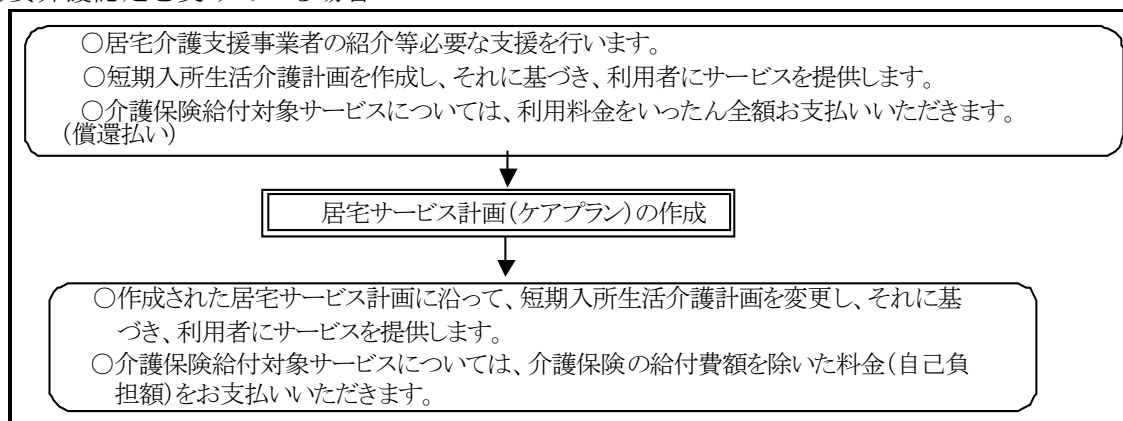 ○居宅介護支援事業者の紹介等必要な支援を行います。
○短期入所生活介護計画を作成し、それに基づき、利用者にサービスを提供します。
○介護保険給付対象サービスについては、利用料金をいったん全額お支払いいただきます。
(償還払い)
居宅サービス計画(ケアプラン)の作成
○作成された居宅サービス計画に沿って、短期入所生活介護計画を変更し、それに基
づき、利用者にサービスを提供します。
○介護保険給付対象サービスについては、介護保険の給付費額を除いた料金(自己負
担額)をお支払いいただきます。